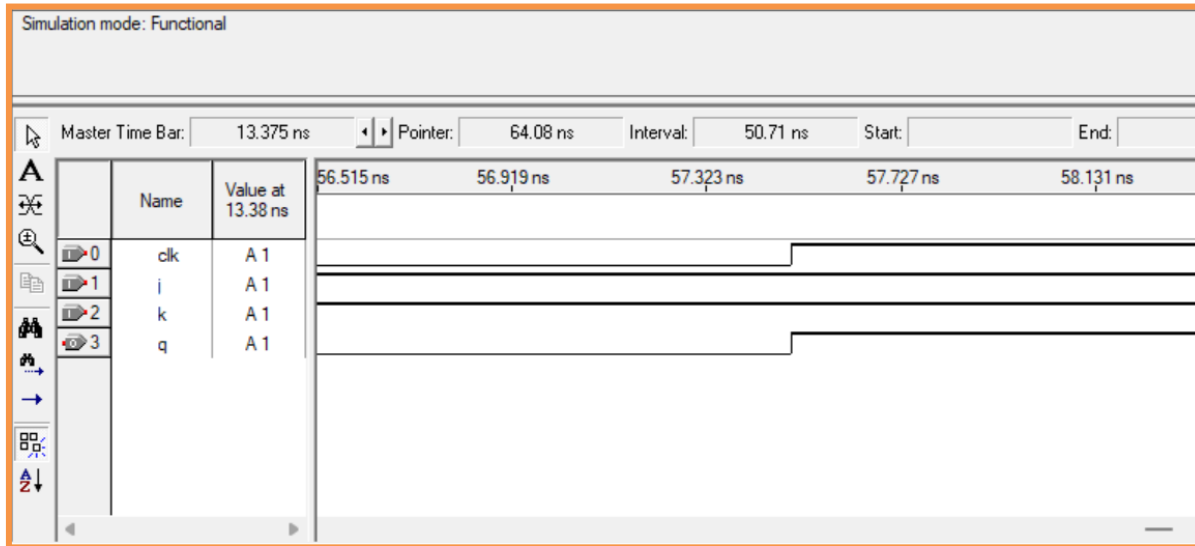 Simulation mode: Functional
Master Time Bar: 13.375 ns Pointer: 64.08 ns Interval: 50.71 ns Start: End:
A
Name Value at 13.38 ns 56.515 ns 56.919 ns 57.323 ns 57.727 ns 58.131 ns
0 clk A 1
1 j A 1
2 k A 1
3 q A 1
A
Z